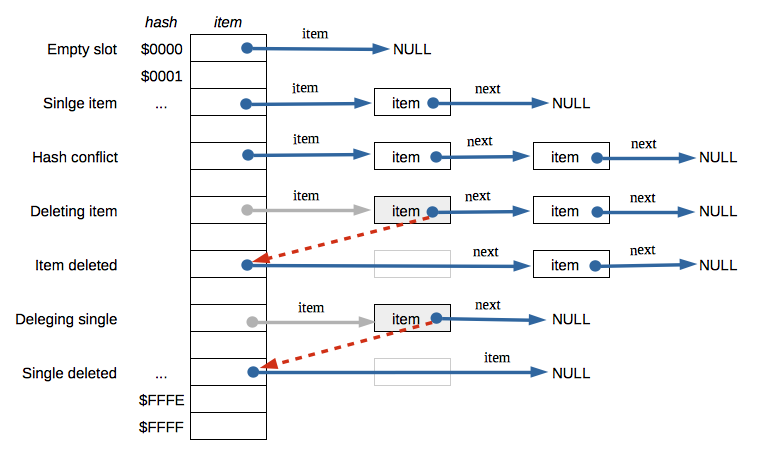 hash item
item
Empty slot $0000 NULL
$0001
item next
Sinlge item ... item NULL
item next next
Hash conflict item item NULL
item next next
Deleting item item item NULL
next next
Item deleted item NULL
item next
Deleging single item NULL
item
Single deleted ... NULL
$FFFE
$FFFF